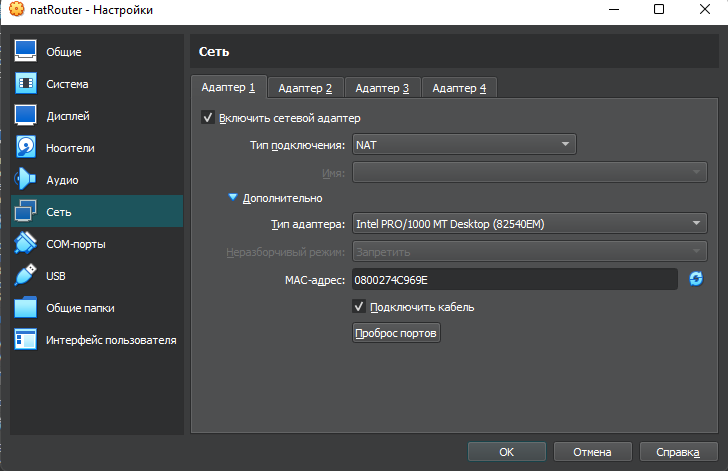 natRouter - Настройки
Общие
Система
Дисплей
Носители
Аудио
Сеть
COM-порты
USB
Общие папки
Интерфейс пользователя
Сеть
Адаптер 1 Адаптер 2 Адаптер 3 Адаптер 4
Включить сетевой адаптер
Тип подключения: NAT
Имя:
Дополнительно
Тип адаптера: Intel PRO/1000 MT Desktop (82540EM)
Неразборчивый режим: Запретить
MAC-адрес: 0800274C969E
Подключить кабель
Проброс портов
OK Отмена Справка